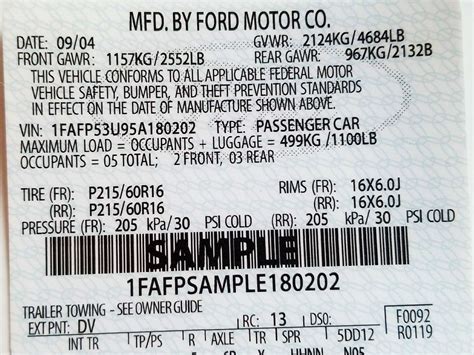 MFD. BY FORD MOTOR CO.
DATE: 09/04 GVWR: 2124KG/4684LB
FRONT GAWR: 1157KG/2552LB REAR GAWR: 967KG/2132LB
THIS VEHICLE CONFORMS TO ALL APPLICABLE FEDERAL MOTOR
VEHICLE SAFETY, BUMPER, AND THEFT PREVENTION STANDARDS
IN EFFECT ON THE DATE OF MANUFACTURE SHOWN ABOVE.
VIN: 1FAFP53U95A180202 TYPE: PASSENGER CAR
MAXIMUM LOAD = OCCUPANTS + LUGGAGE = 499KG/1100LB
OCCUPANTS = 05 TOTAL; 2 FRONT, 03 REAR
TIRE (FR): P215/60R16 RIMS (FR): 16X6.0J
(RR): P215/60R16 (RR): 16X6.0J
PRESSURE (FR): 205 kPa/30 PSI COLD (RR): 205 kPa/30 PSI COLD
SAMPLE
1FAFPSAMPLE180202
TRAILER TOWING - SEE OWNER GUIDE
EXT PNT: DV RC: 13 DSO: F0092
INT TR TP/PS R AXLE TR SPR 5DD12 R0119